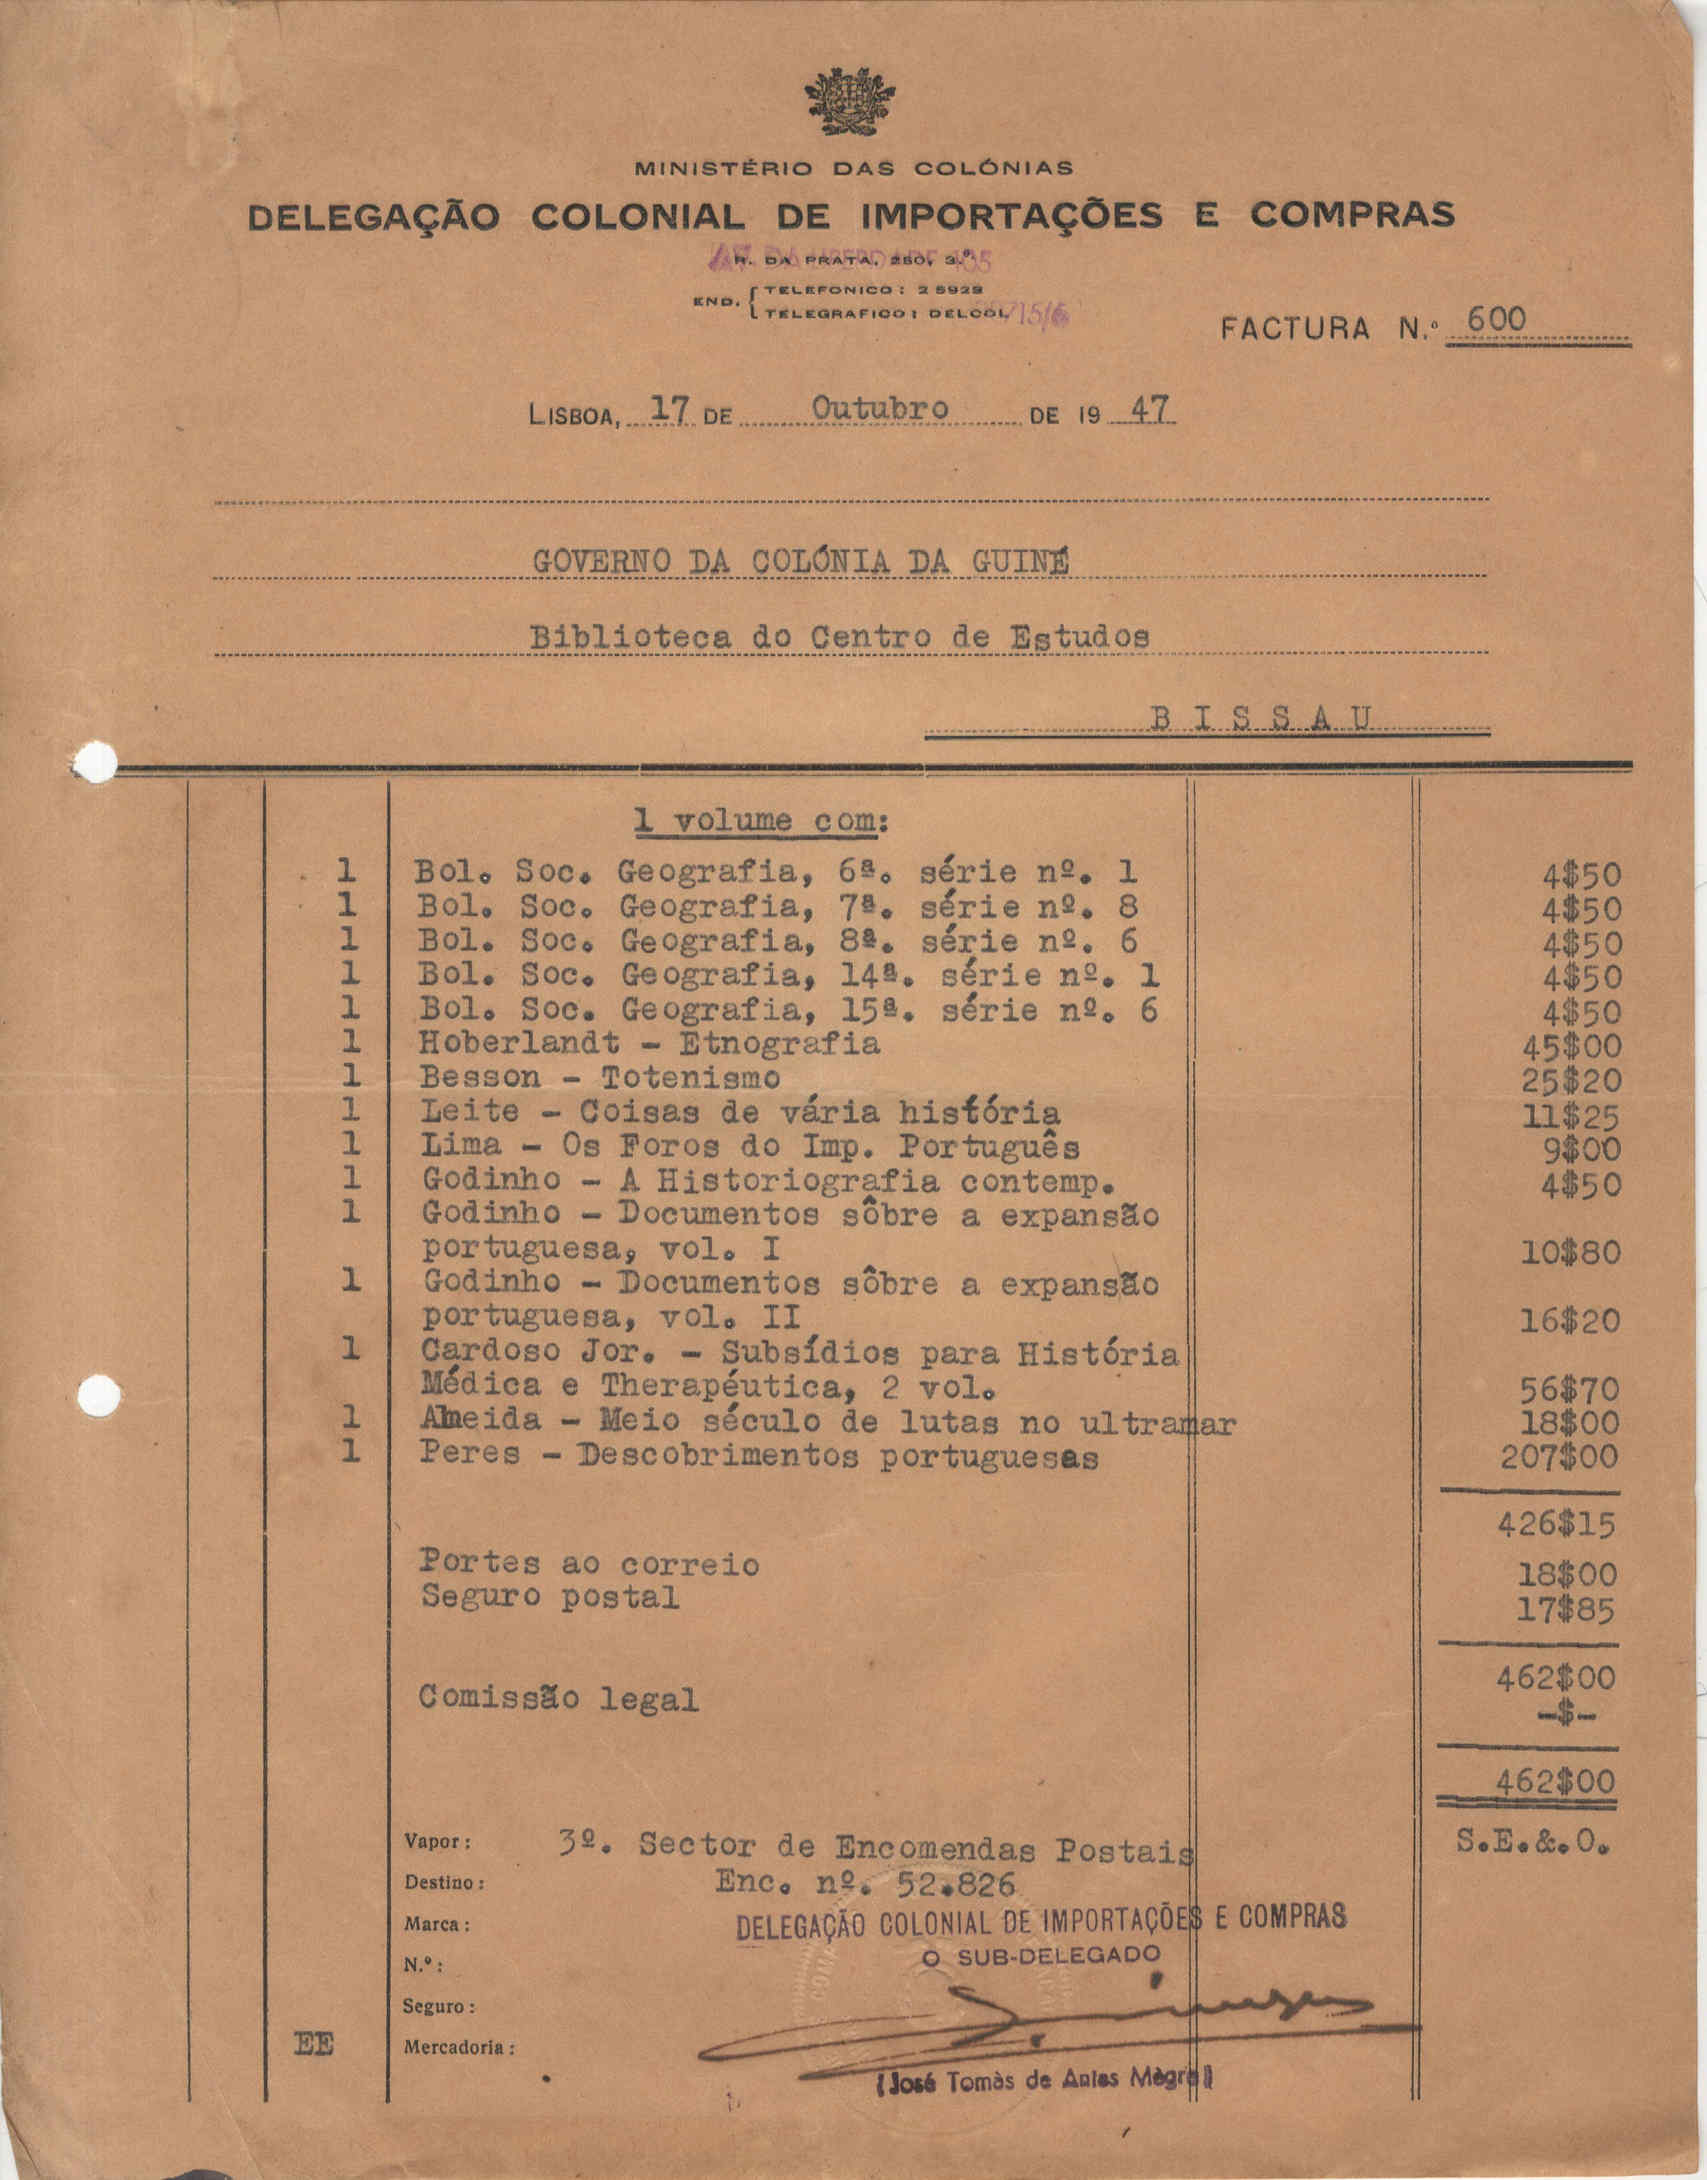 MINISTÉRIO DAS COLÓNIAS
DELEGAÇÃO COLONIAL DE IMPORTAÇÕES E COMPRAS
R. DA PRATA, 250, 3.º
END. TELEFONICO: 2 5929
TELEGRAFICO: DELCOL
FACTURA N.º 600
LISBOA, 17 DE Outubro DE 1947
GOVERNO DA COLÓNIA DA GUINÉ
Biblioteca do Centro de Estudos
B I S S A U
1 volume com:
1 Bol. Soc. Geografia, 6ª. série nº. 1 4$50
1 Bol. Soc. Geografia, 7ª. série nº. 8 4$50
1 Bol. Soc. Geografia, 8ª. série nº. 6 4$50
1 Bol. Soc. Geografia, 14ª. série nº. 1 4$50
1 Bol. Soc. Geografia, 15ª. série nº. 6 4$50
1 Hoberlandt - Etnografia 45$00
1 Besson - Totenismo 25$20
1 Leite - Coisas de vária história 11$25
1 Lima - Os Foros do Imp. Português 9$00
1 Godinho - A Historiografia contemp. 4$50
1 Godinho - Documentos sôbre a expansão
portuguesa, vol. I 10$80
1 Godinho - Documentos sôbre a expansão
portuguesa, vol. II 16$20
1 Cardoso Jor. - Subsídios para História
Médica e Therapéutica, 2 vol. 56$70
1 Almeida - Meio século de lutas no ultramar 18$00
1 Peres - Descobrimentos portugueses 207$00
426$15
Portes ao correio 18$00
Seguro postal 17$85
462$00
Comissão legal -$-
462$00
Vapor: 3º. Sector de Encomendas Postais S.E.&.O.
Destino: Enc. nº. 52.826
Marca: DELEGAÇÃO COLONIAL DE IMPORTAÇÕES E COMPRAS
N.º: O SUB-DELEGADO
Seguro:
EE Mercadoria:
(José Tomàs de Anies Màgro)